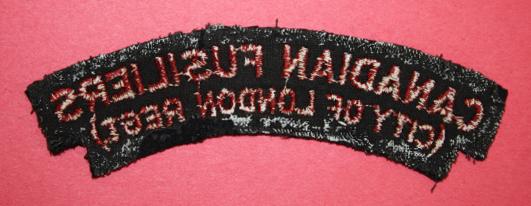 CANADIAN FUSILIERS
(CITY OF LONDON REGT)